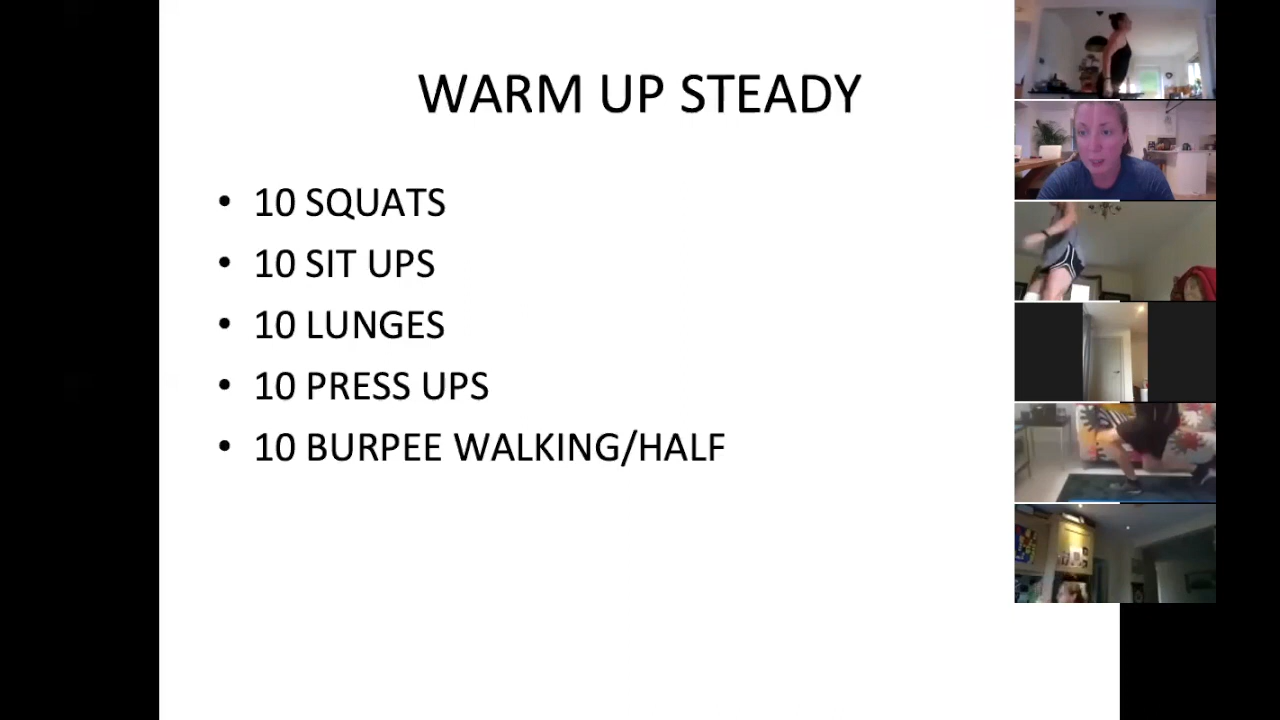 WARM UP STEADY
• 10 SQUATS
• 10 SIT UPS
• 10 LUNGES
• 10 PRESS UPS
• 10 BURPEE WALKING/HALF